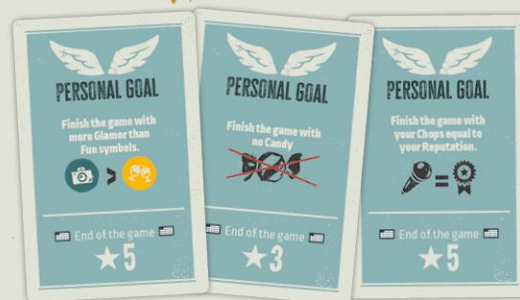 PERSONAL GOAL
Finish the game with
more Glamor than
Fun symbols.
>
End of the game
★5
PERSONAL GOAL
Finish the game with
no Candy
End of the game
★3
PERSONAL GOAL
Finish the game with
your Chops equal to
your Reputation.
=
End of the game
★5